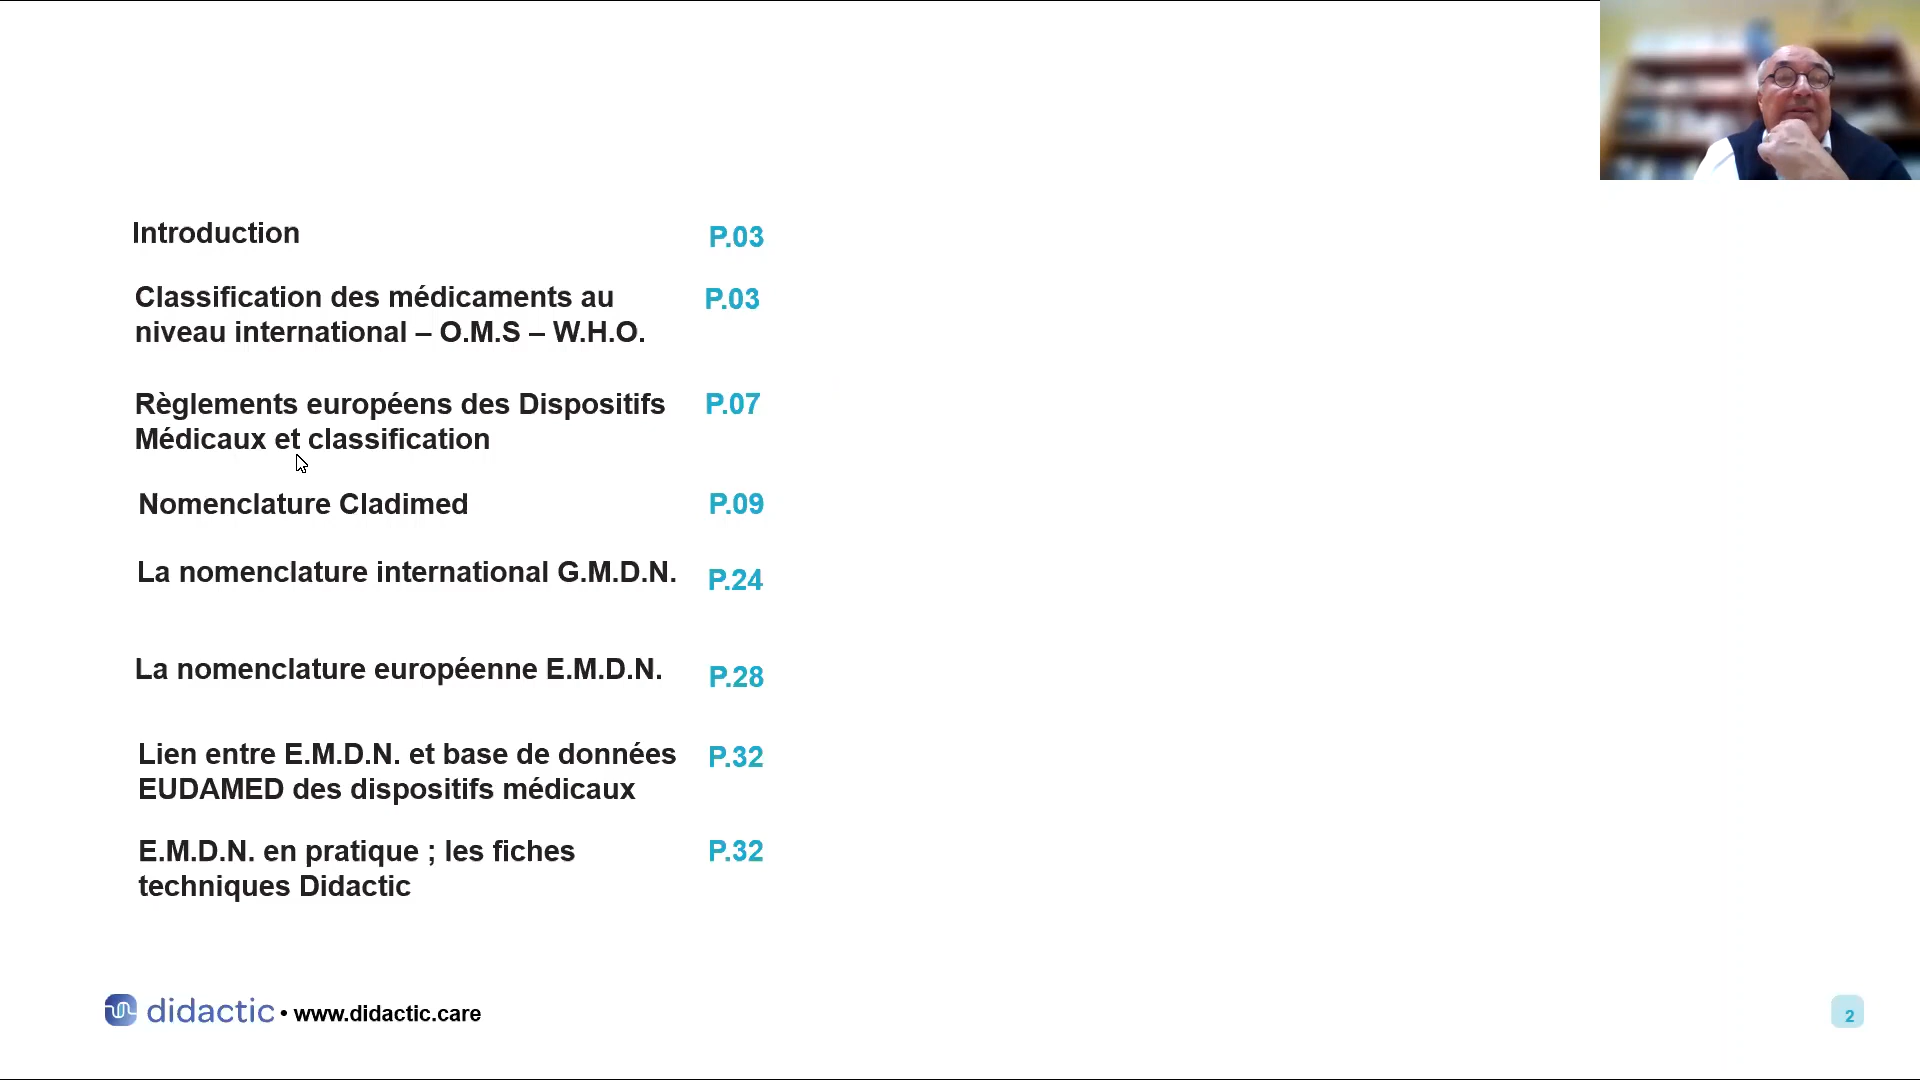 Introduction P.03
Classification des médicaments au P.03
niveau international – O.M.S – W.H.O.
Règlements européens des Dispositifs P.07
Médicaux et classification
Nomenclature Cladimed P.09
La nomenclature international G.M.D.N. P.24
La nomenclature européenne E.M.D.N. P.28
Lien entre E.M.D.N. et base de données P.32
EUDAMED des dispositifs médicaux
E.M.D.N. en pratique ; les fiches P.32
techniques Didactic
didactic • www.didactic.care
2